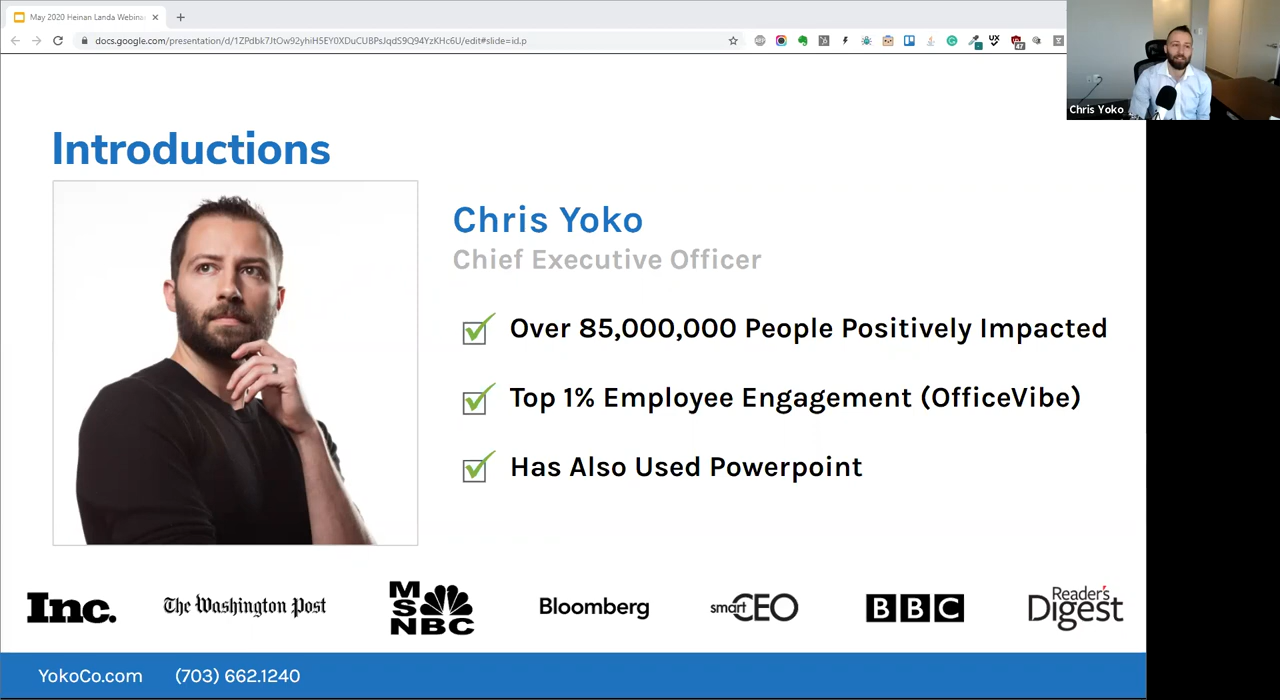 May 2020 Heinan Landa Webina
docs.google.com/presentation/d/1ZPdbk7JtOw92yhiH5EY0XDuCUBPsJqdS9Q94YzKHc6U/edit#slide=id.p
UX
47
Chris Yoko
Introductions
Chris Yoko
Chief Executive Officer
Over 85,000,000 People Positively Impacted
Top 1% Employee Engagement (OfficeVibe)
Has Also Used Powerpoint
Inc.
The Washington Post
MSNBC
Bloomberg
smartCEO
BBC
Reader's Digest
YokoCo.com (703) 662.1240